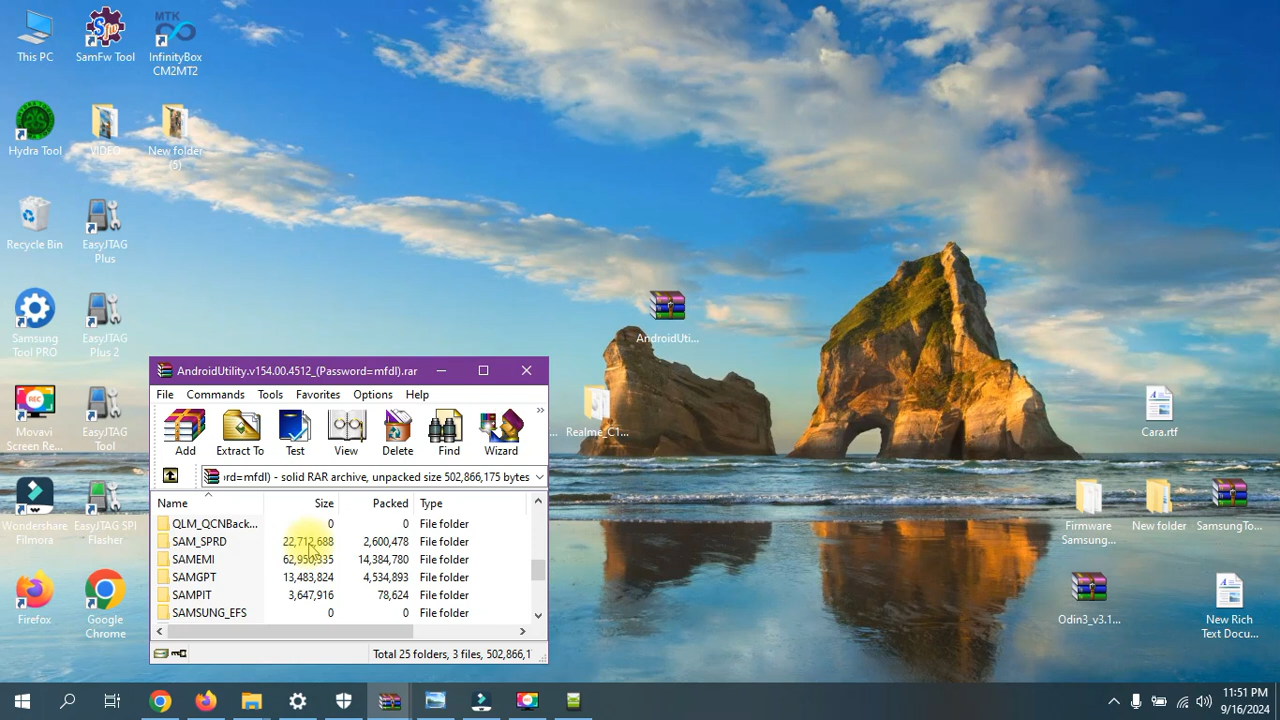 This PC
SamFw Tool
MTK
InfinityBox
CM2MT2
Hydra Tool
VIDEO
New folder
(5)
Recycle Bin
EasyJTAG
Plus
Samsung
Tool PRO
EasyJTAG
Plus 2
REC
Movavi
Screen Re...
EasyJTAG
Tool
Wondershare
Filmora
EasyJTAG SPI
Flasher
Firefox
Google
Chrome
AndroidUti...
Realme_C1...
Cara.rtf
Firmware
Samsung...
New folder
SamsungTo...
Odin3_v3.1...
New Rich
Text Docu...
AndroidUtility.v154.00.4512_(Password=mfdl).rar
File Commands Tools Favorites Options Help
Add Extract To Test View Delete Find Wizard
ord=mfdl) - solid RAR archive, unpacked size 502,866,175 bytes
Name Size Packed Type
QLM_QCNBack... 0 0 File folder
SAM_SPRD 22,712,688 2,600,478 File folder
SAMEMI 62,950,335 14,384,780 File folder
SAMGPT 13,483,824 4,534,893 File folder
SAMPIT 3,647,916 78,624 File folder
SAMSUNG_EFS 0 0 File folder
Total 25 folders, 3 files, 502,866,1
11:51 PM
9/16/2024